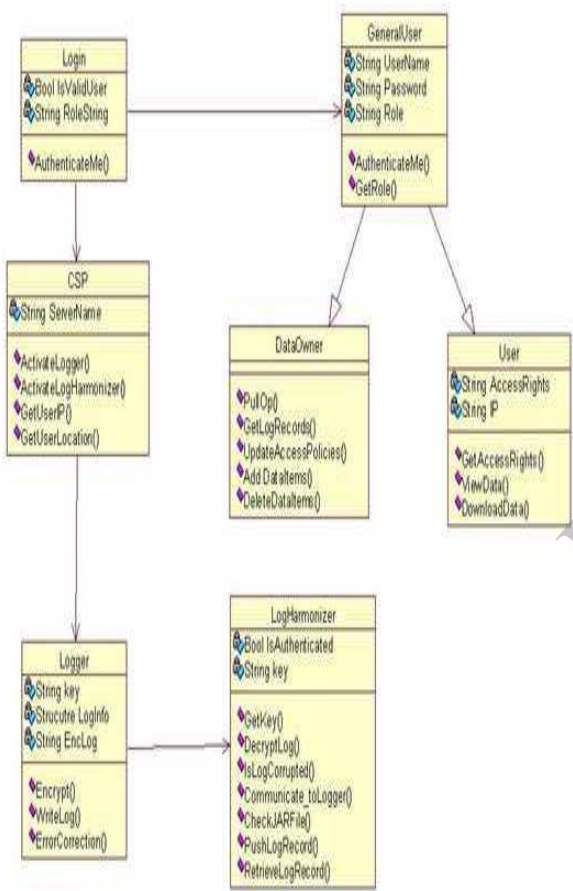 Login
Bool IsValidUser
String RoleString
AuthenticateMe()
GeneralUser
String UserName
String Password
String Role
AuthenticateMe()
GetRole()
CSP
String ServerName
ActivateLogger()
ActivateLogHarmonizer()
GetUserIP()
GetUserLocation()
DataOwner
PullOp()
GetLogRecords()
UpdateAccessPolicies()
Add DataItems()
DeleteDataItems()
User
String AccessRights
String IP
GetAccessRights()
ViewData()
DownloadData()
Logger
String key
Strucutre LogInfo
String EncLog
Encrypt()
WriteLog()
ErrorCorrection()
LogHarmonizer
Bool IsAuthenticated
String key
GetKey()
DecryptLog()
IsLogCorrupted()
Communicate_toLogger()
CheckJARFile()
PushLogRecord()
RetrieveLogRecord()